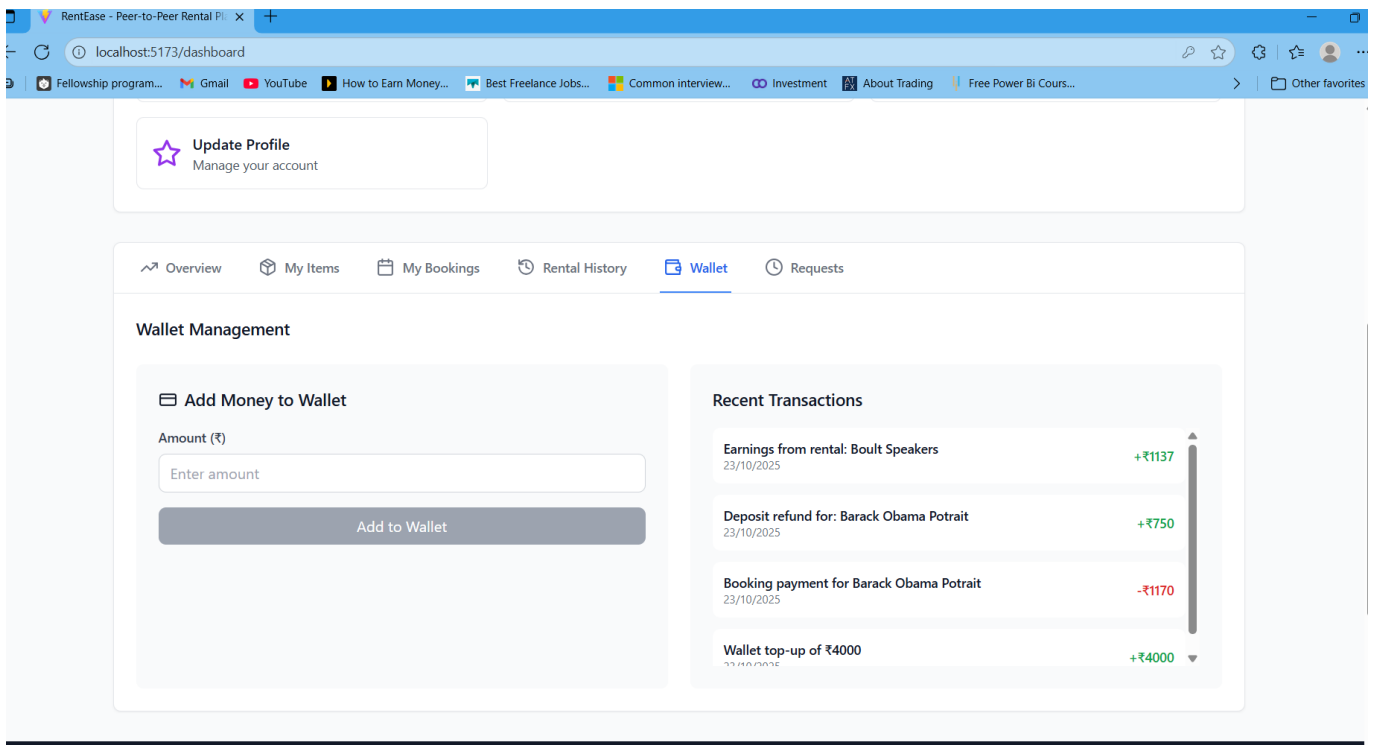 RentEase - Peer-to-Peer Rental Pl
localhost:5173/dashboard
Fellowship program... Gmail YouTube How to Earn Money... Best Freelance Jobs... Common interview... Investment About Trading Free Power Bi Cours... Other favorites
Update Profile
Manage your account
Overview My Items My Bookings Rental History Wallet Requests
Wallet Management
Add Money to Wallet
Amount (₹)
Enter amount
Add to Wallet
Recent Transactions
Earnings from rental: Boult Speakers
23/10/2025
+₹1137
Deposit refund for: Barack Obama Potrait
23/10/2025
+₹750
Booking payment for Barack Obama Potrait
23/10/2025
-₹1170
Wallet top-up of ₹4000
+₹4000